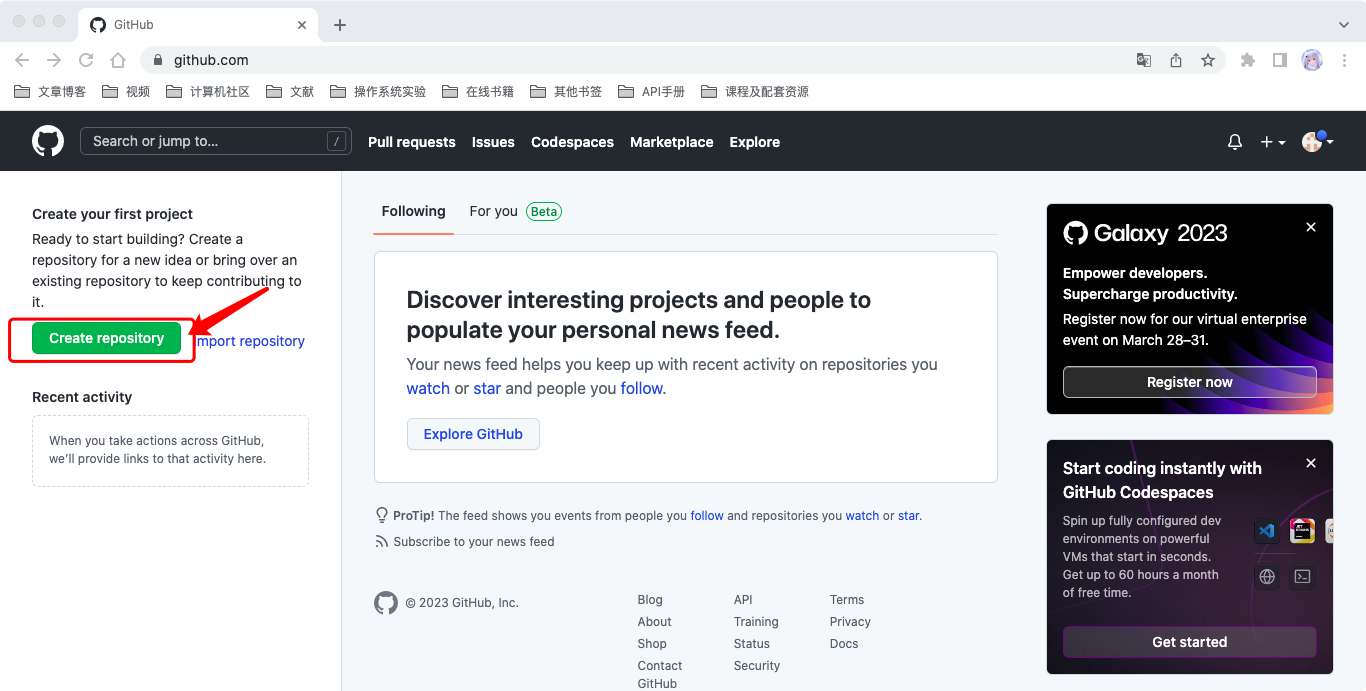 GitHub
github.com
文章博客
视频
计算机社区
文献
操作系统实验
在线书籍
其他书签
API手册
课程及配套资源
Search or jump to...
/
Pull requests
Issues
Codespaces
Marketplace
Explore
Create your first project
Ready to start building? Create a
repository for a new idea or bring over an
existing repository to keep contributing to
it.
Create repository
mport repository
Recent activity
When you take actions across GitHub,
we'll provide links to that activity here.
Following
For you
Beta
Discover interesting projects and people to
populate your personal news feed.
Your news feed helps you keep up with recent activity on repositories you
watch or star and people you follow.
Explore GitHub
ProTip! The feed shows you events from people you follow and repositories you watch or star.
Subscribe to your news feed
© 2023 GitHub, Inc.
Blog
About
Shop
Contact
GitHub
API
Training
Status
Security
Terms
Privacy
Docs
Galaxy 2023
Empower developers.
Supercharge productivity.
Register now for our virtual enterprise
event on March 28–31.
Register now
Start coding instantly with
GitHub Codespaces
Spin up fully configured dev
environments on powerful
VMs that start in seconds.
Get up to 60 hours a month
of free time.
Get started